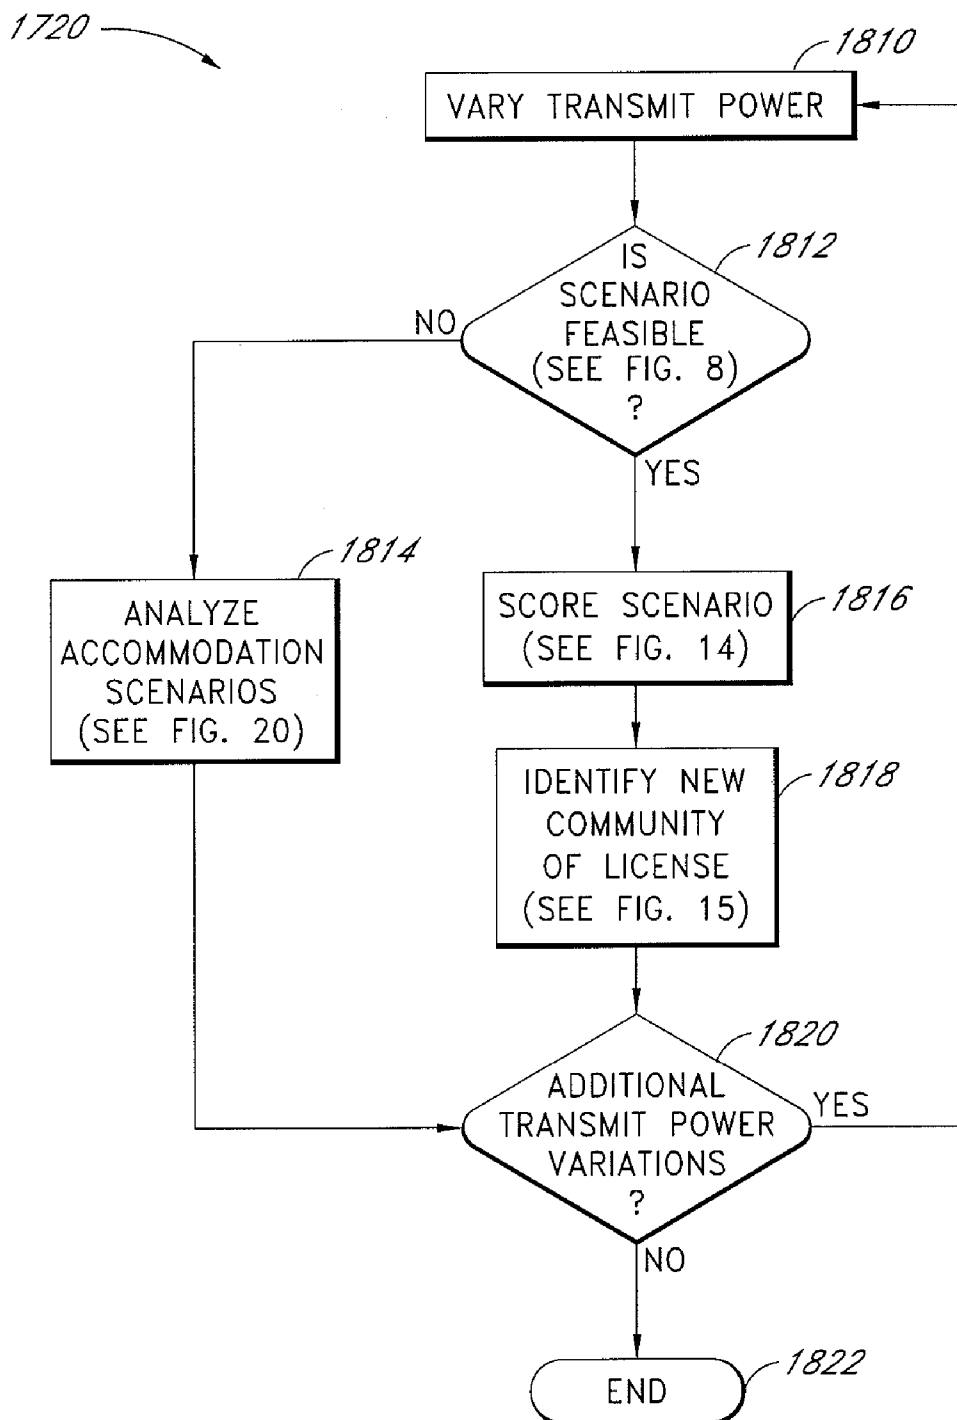 1720
1810
VARY TRANSMIT POWER
1812
IS
SCENARIO
FEASIBLE
(SEE FIG. 8)
?
NO
YES
1814
ANALYZE
ACCOMMODATION
SCENARIOS
(SEE FIG. 20)
1816
SCORE SCENARIO
(SEE FIG. 14)
1818
IDENTIFY NEW
COMMUNITY
OF LICENSE
(SEE FIG. 15)
1820
ADDITIONAL
TRANSMIT POWER
VARIATIONS
?
YES
NO
1822
END